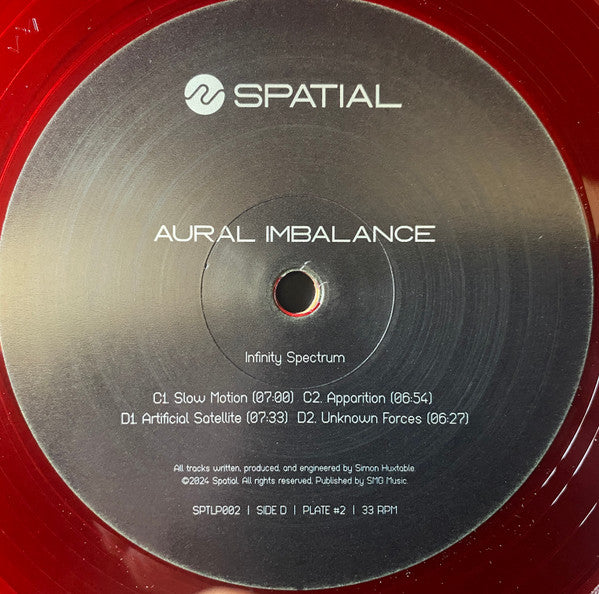 SPATIAL
AURAL IMBALANCE
Infinity Spectrum
C1. Slow Motion (07:00) C2. Apparition (06:54)
D1. Artificial Satellite (07:33) D2. Unknown Forces (06:27)
All tracks written, produced, and engineered by Simon Huxtable.
©2024 Spatial. All rights reserved. Published by SMG Music.
SPTLP002 | SIDE D | PLATE #2 | 33 RPM